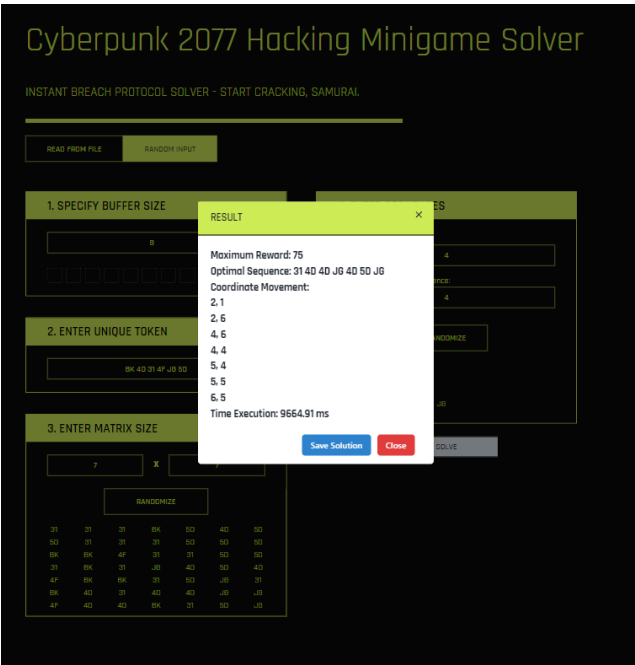 Cyberpunk 2077 Hacking Minigame Solver
INSTANT BREACH PROTOCOL SOLVER - START CRACKING, SAMURAI.
READ FROM FILE
RANDOM INPUT
1. SPECIFY BUFFER SIZE
8
2. ENTER UNIQUE TOKEN
BK 4D 31 4F JG 5D
3. ENTER MATRIX SIZE
7 X 7
RANDOMIZE
31 31 31 BK 5D 4D 5D
5D 31 31 31 5D 5D 5D
BK BK 4F 31 31 5D 5D
31 BK 31 JG 4D 5D 4D
4F BK BK 31 5D JG 31
BK 4D 31 4D 4D JG JG
4F 4D 4D BK 31 5D JG
RESULT ×
Maximum Reward: 75
Optimal Sequence: 31 4D 4D JG 4D 5D JG
Coordinate Movement:
2, 1
2, 6
4, 6
4, 4
5, 4
5, 5
6, 5
Time Execution: 9664.91 ms
Save Solution
Close
ES
4
ence:
4
ANDOMIZE
JG
SOLVE